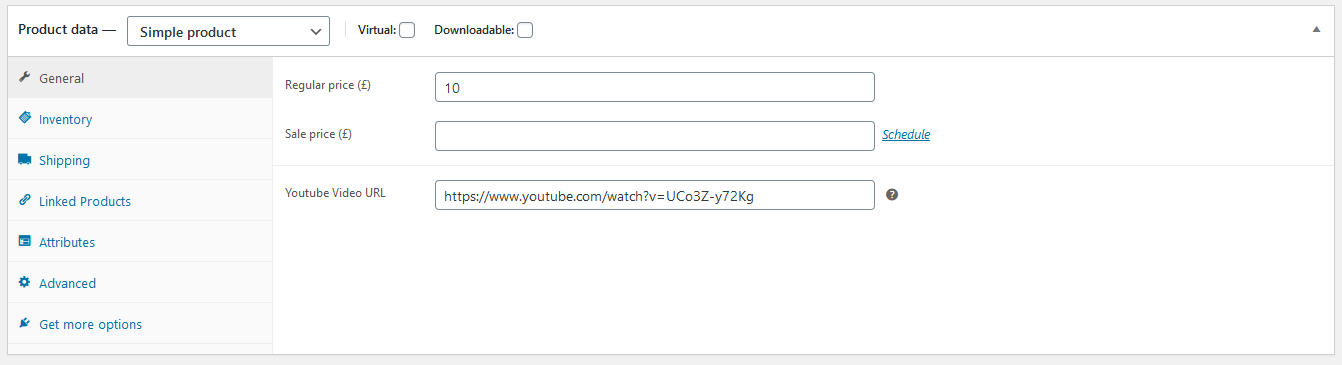 Product data — Simple product Virtual: Downloadable:
General
Inventory
Shipping
Linked Products
Attributes
Advanced
Get more options
Regular price (£) 10
Sale price (£) Schedule
Youtube Video URL https://www.youtube.com/watch?v=UCo3Z-y72Kg ?